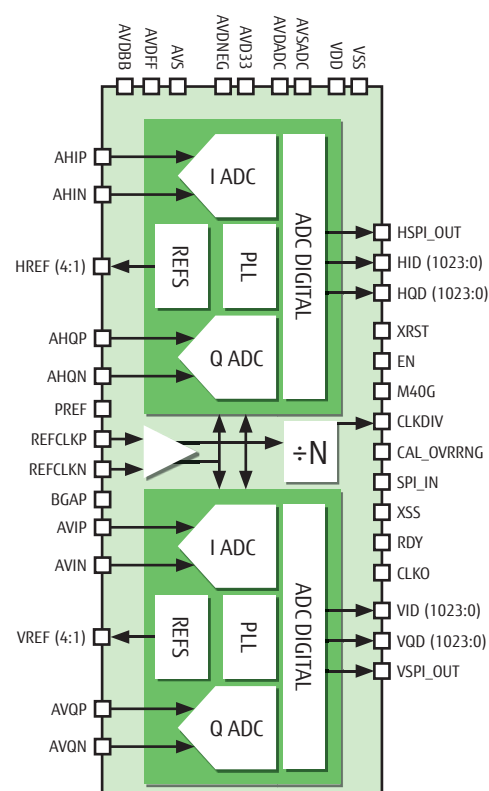 AVDBB
AVDFF
AVS
AVDNEG
AVD33
AVDADC
AVSADC
VDD
VSS
AHIP
AHIN
HREF (4:1)
AHQP
AHQN
PREF
REFCLKP
REFCLKN
BGAP
AVIP
AVIN
VREF (4:1)
AVQP
AVQN
I ADC
REFS
PLL
ADC DIGITAL
Q ADC
÷N
I ADC
REFS
PLL
ADC DIGITAL
Q ADC
HSPI_OUT
HID (1023:0)
HQD (1023:0)
XRST
EN
M40G
CLKDIV
CAL_OVRRNG
SPI_IN
XSS
RDY
CLKO
VID (1023:0)
VQD (1023:0)
VSPI_OUT